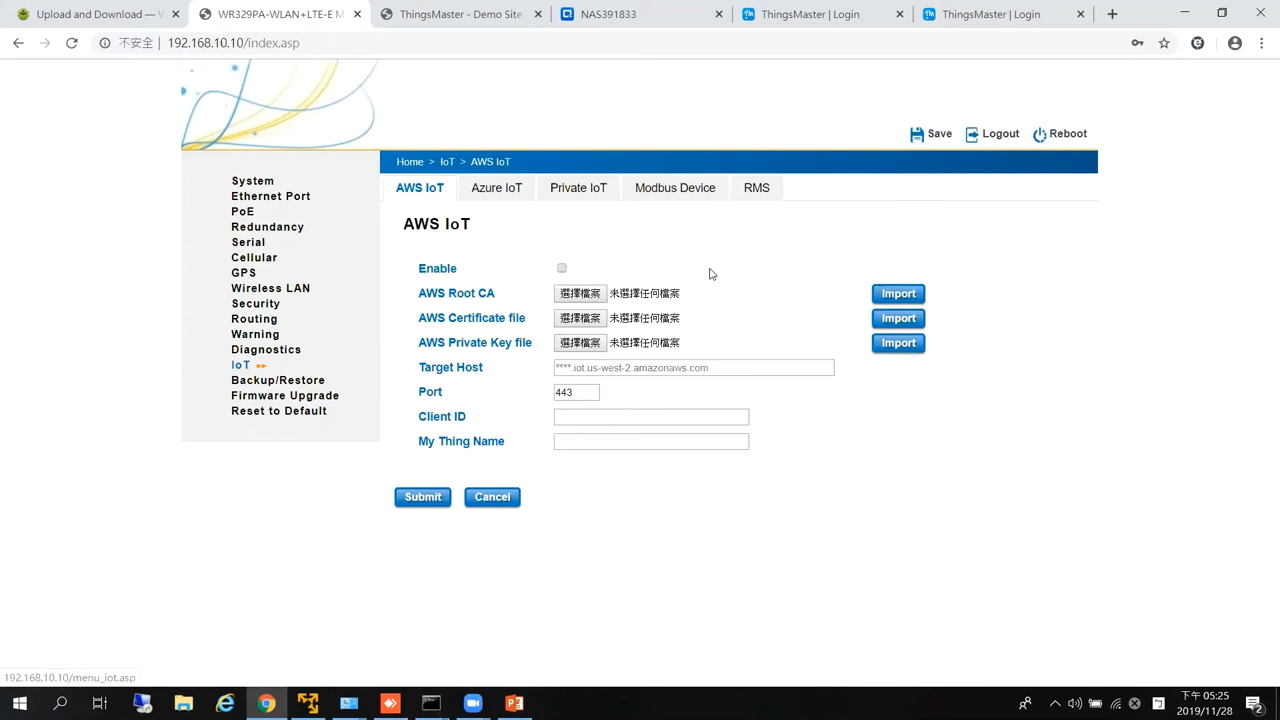 Upload and Download — W
WR329PA-WLAN+LTE-E M
ThingsMaster - Demo Site
NAS391833
ThingsMaster | Login
ThingsMaster | Login
不安全 | 192.168.10.10/index.asp
Save
Logout
Reboot
Home > IoT > AWS IoT
System
Ethernet Port
PoE
Redundancy
Serial
Cellular
GPS
Wireless LAN
Security
Routing
Warning
Diagnostics
IoT
Backup/Restore
Firmware Upgrade
Reset to Default
AWS IoT
Azure IoT
Private IoT
Modbus Device
RMS
AWS IoT
Enable
AWS Root CA 選擇檔案 未選擇任何檔案 Import
AWS Certificate file 選擇檔案 未選擇任何檔案 Import
AWS Private Key file 選擇檔案 未選擇任何檔案 Import
Target Host ****.iot.us-west-2.amazonaws.com
Port 443
Client ID
My Thing Name
Submit
Cancel
192.168.10.10/menu_iot.asp
下午 05:25
2019/11/28
2